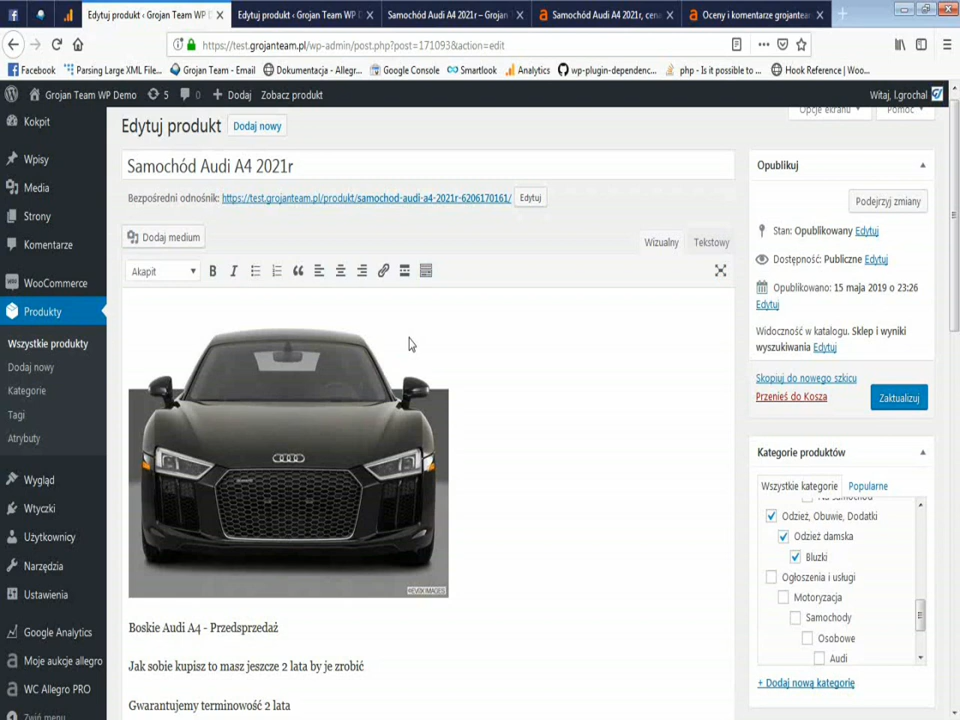 Edytuj produkt ‹ Grojan Team WP D
Edytuj produkt ‹ Grojan Team WP D
Samochód Audi A4 2021r – Grojan T
Samochód Audi A4 2021r, cena
Oceny i komentarze grojantea
https://test.grojanteam.pl/wp-admin/post.php?post=171093&action=edit
Facebook
Parsing Large XML File...
Grojan Team - Email
Dokumentacja - Allegr...
Google Console
Smartlook
Analytics
wp-plugin-dependenc...
php - Is it possible to ...
Hook Reference | Woo...
Grojan Team WP Demo
5
0
Dodaj
Zobacz produkt
Witaj, l.grochal
Kokpit
Wpisy
Media
Strony
Komentarze
WooCommerce
Produkty
Wszystkie produkty
Dodaj nowy
Kategorie
Tagi
Atrybuty
Wygląd
Wtyczki
Użytkownicy
Narzędzia
Ustawienia
Google Analytics
Moje aukcje allegro
WC Allegro PRO
Zwiń menu
Opcje ekranu
Pomoc
Edytuj produkt
Dodaj nowy
Samochód Audi A4 2021r
Bezpośredni odnośnik: https://test.grojanteam.pl/produkt/samochod-audi-a4-2021r-6206170161/ Edytuj
Dodaj medium
Wizualny
Tekstowy
Akapit
B I
©EVOX IMAGES
Boskie Audi A4 - Przedsprzedaż
Jak sobie kupisz to masz jeszcze 2 lata by je zrobić
Gwarantujemy terminowość 2 lata
Opublikuj
Podejrzyj zmiany
Stan: Opublikowany Edytuj
Dostępność: Publiczne Edytuj
Opublikowano: 15 maja 2019 o 23:26
Edytuj
Widoczność w katalogu. Sklep i wyniki
wyszukiwania Edytuj
Skopiuj do nowego szkicu
Przenieś do Kosza
Zaktualizuj
Kategorie produktów
Wszystkie kategorie
Popularne
Na samochód
Odzież, Obuwie, Dodatki
Odzież damska
Bluzki
Ogłoszenia i usługi
Motoryzacja
Samochody
Osobowe
Audi
+ Dodaj nową kategorię